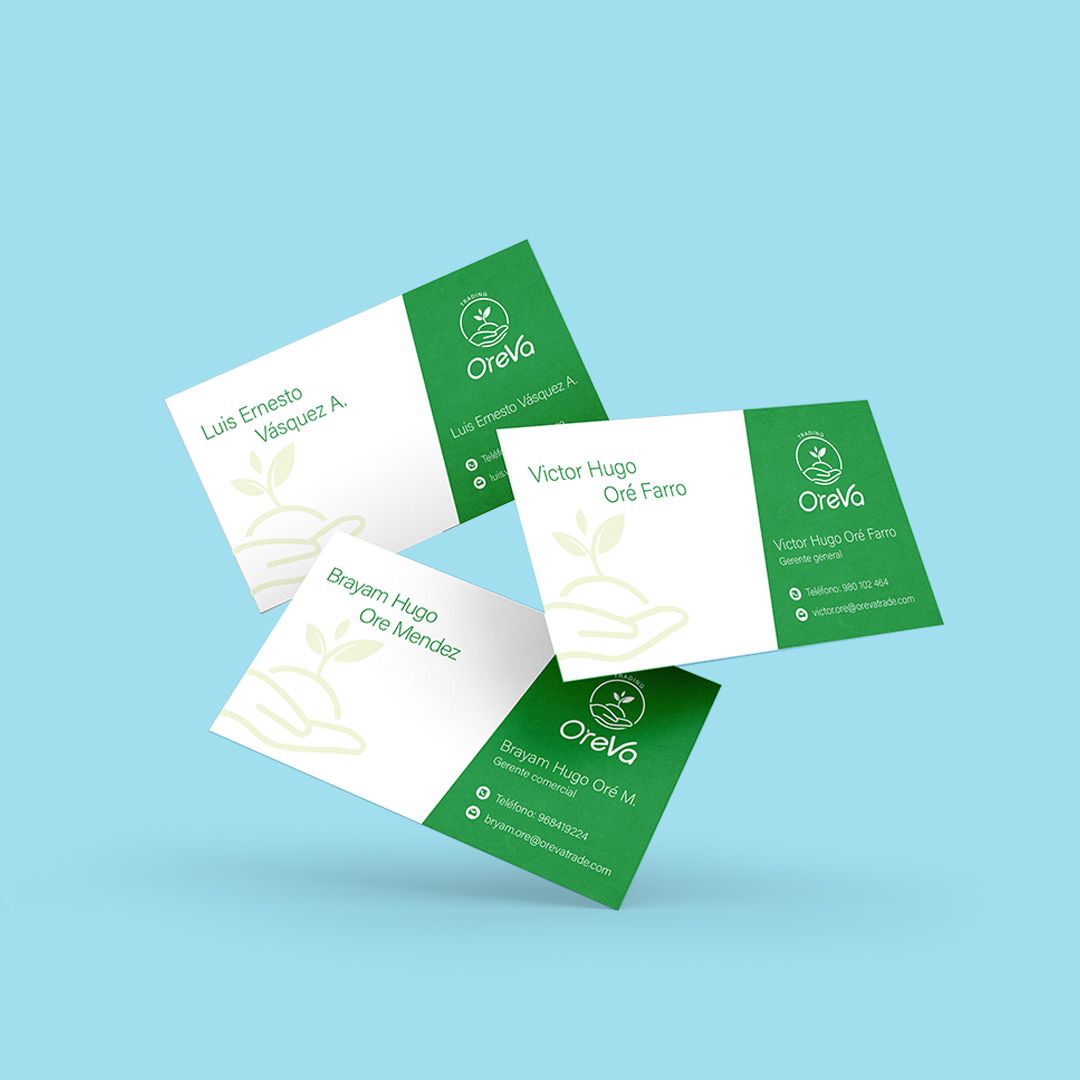 Luis Ernesto
Vásquez A.
TRADING
OreVa
Luis Ernesto Vásquez A.
Victor Hugo
Oré Farro
TRADING
OreVa
Victor Hugo Oré Farro
Gerente general
Teléfono: 980 102 464
victor.ore@orevatrade.com
Brayam Hugo
Ore Mendez
TRADING
OreVa
Brayam Hugo Oré M.
Gerente comercial
Teléfono: 968419224
bryam.ore@orevatrade.com